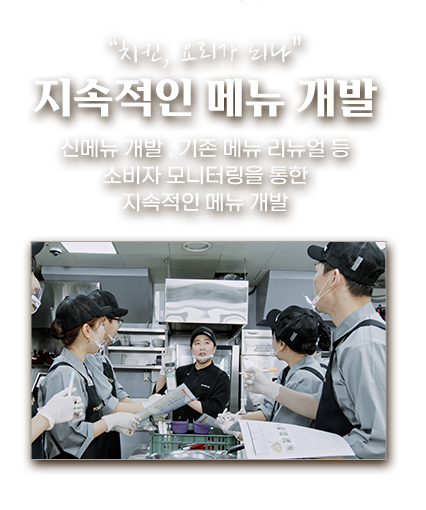 “치킨, 요리가 되다”
지속적인 메뉴 개발
신메뉴 개발 , 기존 메뉴 리뉴얼 등
소비자 모니터링을 통한
지속적인 메뉴 개발